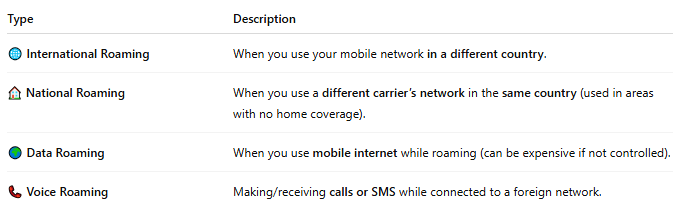 Type Description
🌐 International Roaming When you use your mobile network in a different country.
🏠 National Roaming When you use a different carrier's network in the same country (used in areas
with no home coverage).
🌍 Data Roaming When you use mobile internet while roaming (can be expensive if not controlled).
📞 Voice Roaming Making/receiving calls or SMS while connected to a foreign network.